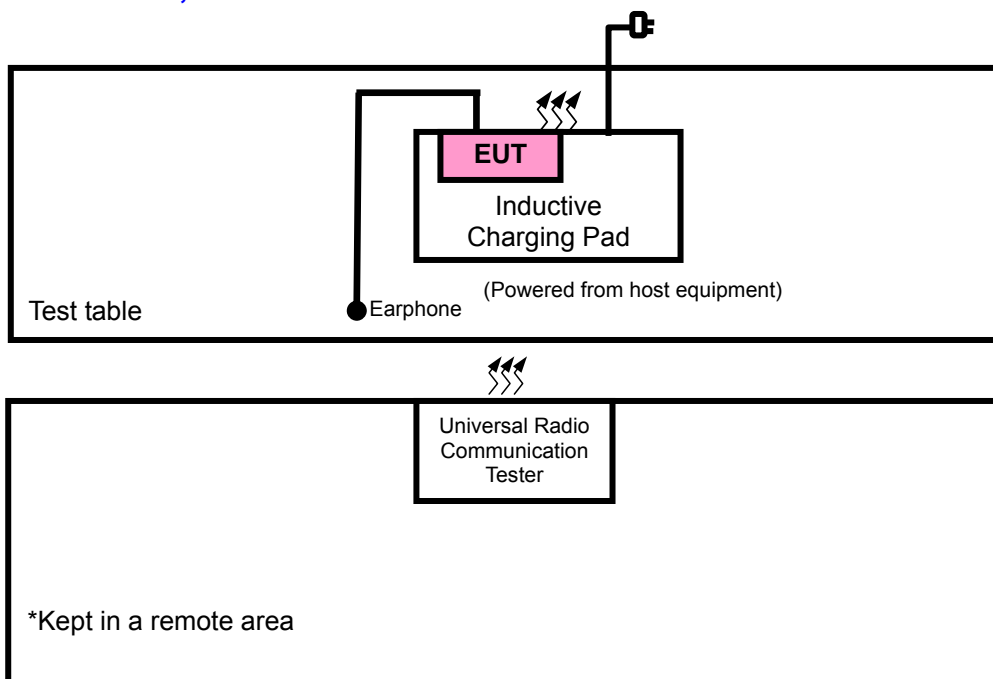 EUT
Inductive
Charging Pad
(Powered from host equipment)
Earphone
Test table
Universal Radio
Communication
Tester
*Kept in a remote area